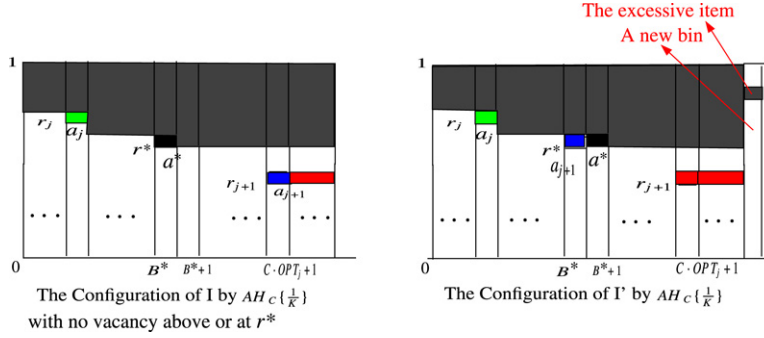 The excessive item
A new bin
1
r_j
a_j
r*
a*
r_{j+1}
a_{j+1}
. . .
. . .
. . .
. . .
0
B*
B*+1
C·OPT_j+1
The Configuration of I by AH_C{1/K}
with no vacancy above or at r*
1
r_j
a_j
r*
a_{j+1}
a*
r_{j+1}
. . .
. . .
. . .
. . .
0
B*
B*+1
C·OPT_j+1
The Configuration of I' by AH_C{1/K}